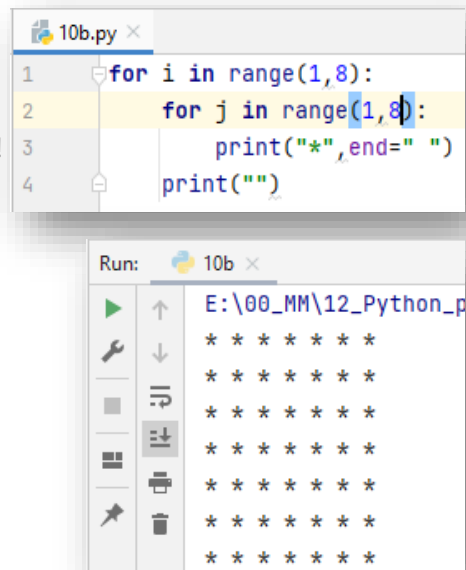 10b.py
1 for i in range(1,8):
2 for j in range(1,8):
3 print("*",end=" ")
4 print("")
Run: 10b
E:\00_MM\12_Python_p
* * * * * * *
* * * * * * *
* * * * * * *
* * * * * * *
* * * * * * *
* * * * * * *
* * * * * * *